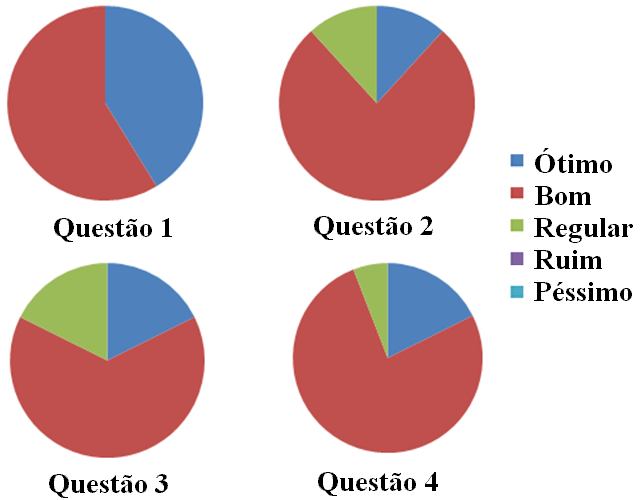 Questão 1
Questão 2
Ótimo
Bom
Regular
Ruim
Péssimo
Questão 3
Questão 4